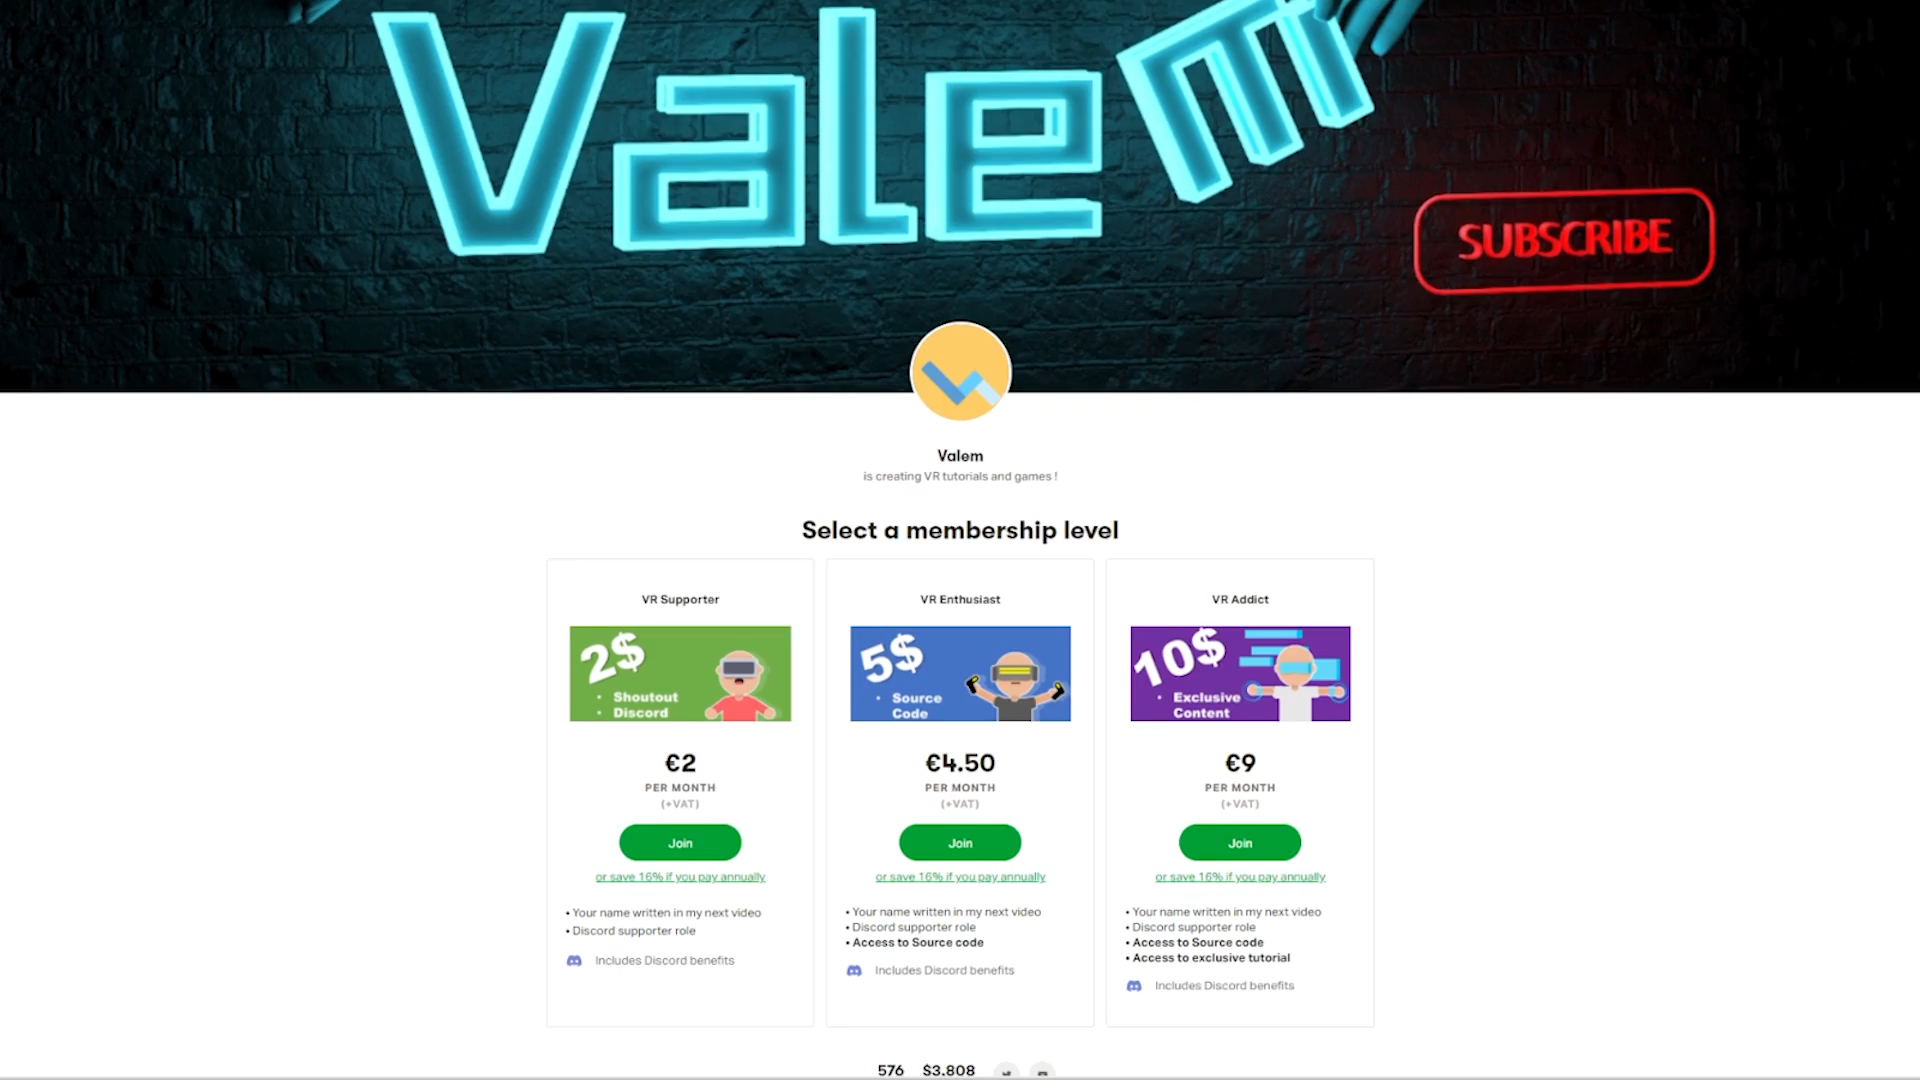 Valem
SUBSCRIBE
Valem
is creating VR tutorials and games !
Select a membership level
VR Supporter
2$
• Shoutout
• Discord
€2
PER MONTH
(+VAT)
Join
or save 16% if you pay annually
• Your name written in my next video
• Discord supporter role
Includes Discord benefits
VR Enthusiast
5$
• Source
Code
€4.50
PER MONTH
(+VAT)
Join
or save 16% if you pay annually
• Your name written in my next video
• Discord supporter role
• Access to Source code
Includes Discord benefits
VR Addict
10$
• Exclusive
Content
€9
PER MONTH
(+VAT)
Join
or save 16% if you pay annually
• Your name written in my next video
• Discord supporter role
• Access to Source code
• Access to exclusive tutorial
Includes Discord benefits
576 $3,808